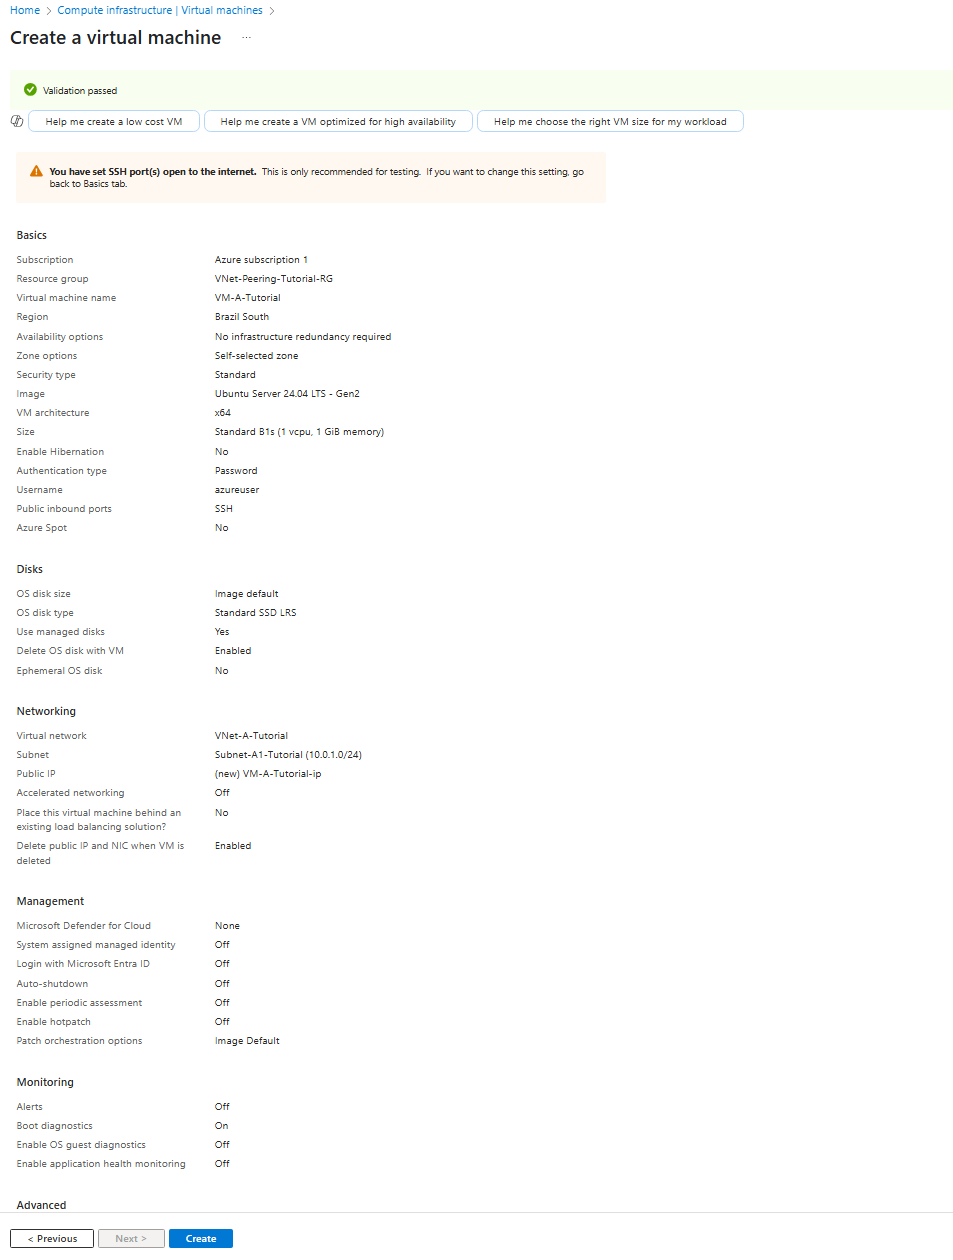 Home > Compute infrastructure | Virtual machines >
Create a virtual machine ...
Validation passed
Help me create a low cost VM
Help me create a VM optimized for high availability
Help me choose the right VM size for my workload
You have set SSH port(s) open to the internet. This is only recommended for testing. If you want to change this setting, go
back to Basics tab.
Basics
Subscription Azure subscription 1
Resource group VNet-Peering-Tutorial-RG
Virtual machine name VM-A-Tutorial
Region Brazil South
Availability options No infrastructure redundancy required
Zone options Self-selected zone
Security type Standard
Image Ubuntu Server 24.04 LTS - Gen2
VM architecture x64
Size Standard B1s (1 vcpu, 1 GiB memory)
Enable Hibernation No
Authentication type Password
Username azureuser
Public inbound ports SSH
Azure Spot No
Disks
OS disk size Image default
OS disk type Standard SSD LRS
Use managed disks Yes
Delete OS disk with VM Enabled
Ephemeral OS disk No
Networking
Virtual network VNet-A-Tutorial
Subnet Subnet-A1-Tutorial (10.0.1.0/24)
Public IP (new) VM-A-Tutorial-ip
Accelerated networking Off
Place this virtual machine behind an No
existing load balancing solution?
Delete public IP and NIC when VM is Enabled
deleted
Management
Microsoft Defender for Cloud None
System assigned managed identity Off
Login with Microsoft Entra ID Off
Auto-shutdown Off
Enable periodic assessment Off
Enable hotpatch Off
Patch orchestration options Image Default
Monitoring
Alerts Off
Boot diagnostics On
Enable OS guest diagnostics Off
Enable application health monitoring Off
Advanced
< Previous
Next >
Create